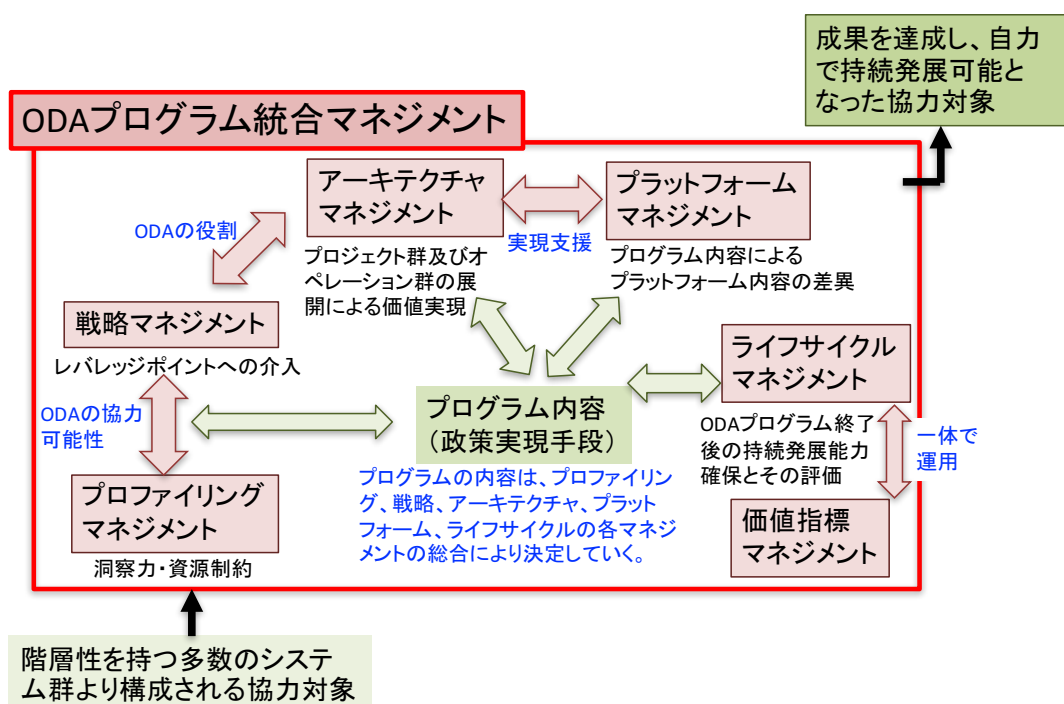 成果を達成し、自力
で持続発展可能と
なった協力対象
ODAプログラム統合マネジメント
アーキテクチャ
マネジメント
プラットフォーム
マネジメント
ODAの役割
実現支援
プロジェクト群及びオ
ペレーション群の展
開による価値実現
プログラム内容による
プラットフォーム内容の差異
戦略マネジメント
レバレッジポイントへの介入
ライフサイクル
マネジメント
ODAの協力
可能性
プログラム内容
（政策実現手段）
ODAプログラム終了
後の持続発展能力
確保とその評価
一体で
運用
プログラムの内容は、プロファイリン
グ、戦略、アーキテクチャ、プラット
フォーム、ライフサイクルの各マネジ
メントの総合により決定していく。
プロファイリング
マネジメント
洞察力・資源制約
価値指標
マネジメント
階層性を持つ多数のシステ
ム群より構成される協力対象